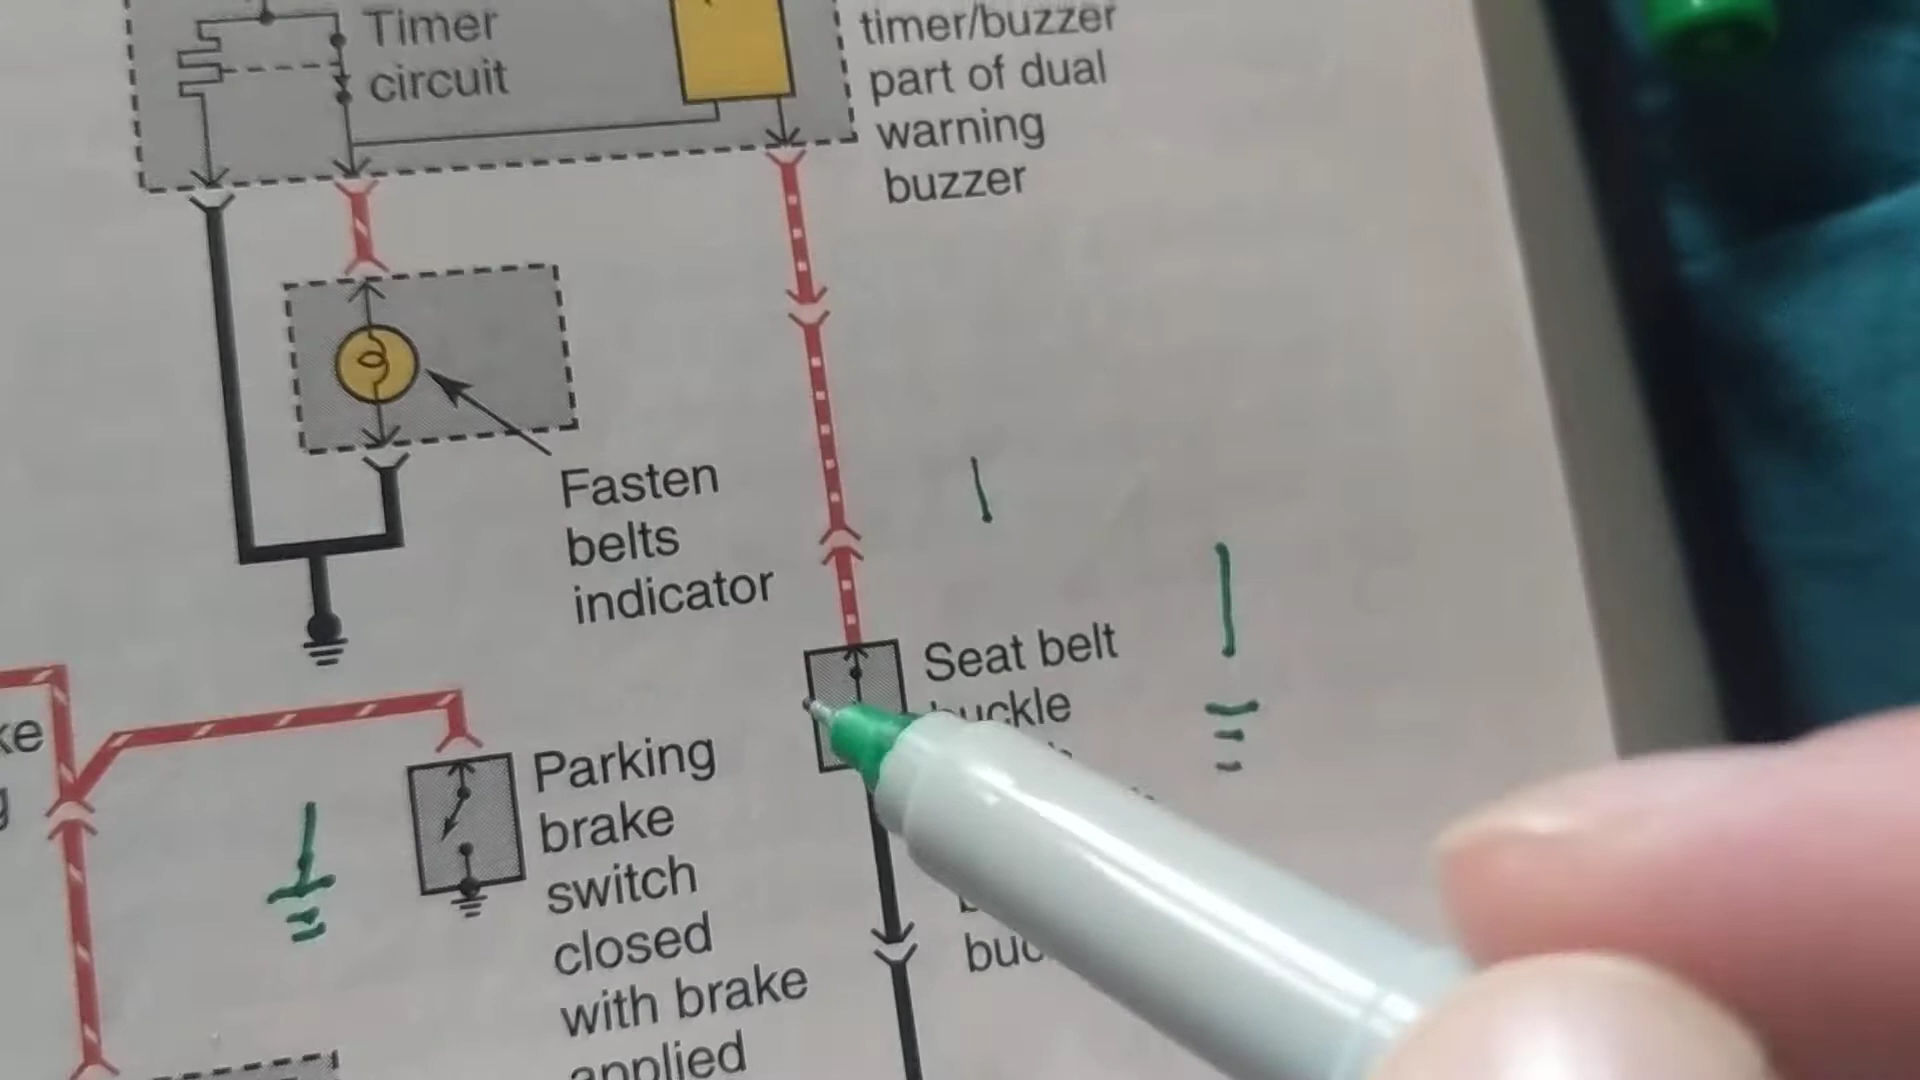 Timer
circuit
timer/buzzer
part of dual
warning
buzzer
Fasten
belts
indicator
Seat belt
Parking
brake
switch
closed
with brake
applied